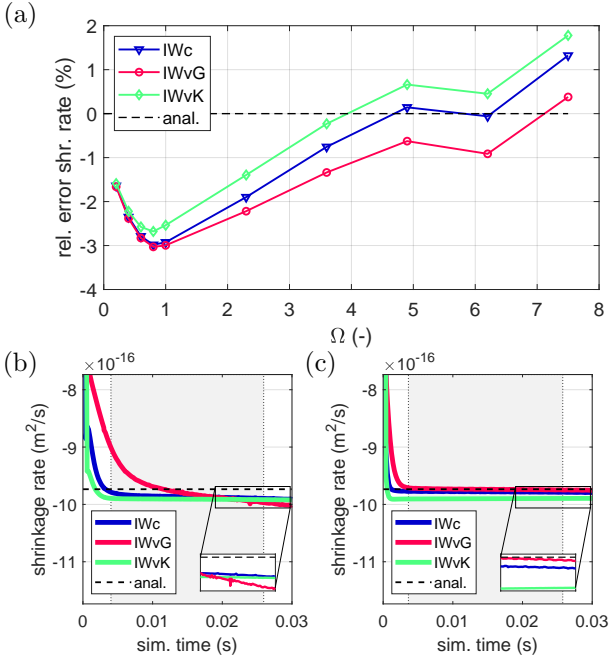 (a)
2
1
0
-1
-2
-3
-4
rel. error shr. rate (%)
IWc
IWvG
IWvK
anal.
0 1 2 3 4 5 6 7 8
Ω (-)
(b)
×10⁻¹⁶
-8
-9
-10
-11
shrinkage rate (m²/s)
IWc
IWvG
IWvK
anal.
0 0.01 0.02 0.03
sim. time (s)
(c)
×10⁻¹⁶
-8
-9
-10
-11
shrinkage rate (m²/s)
IWc
IWvG
IWvK
anal.
0 0.01 0.02 0.03
sim. time (s)